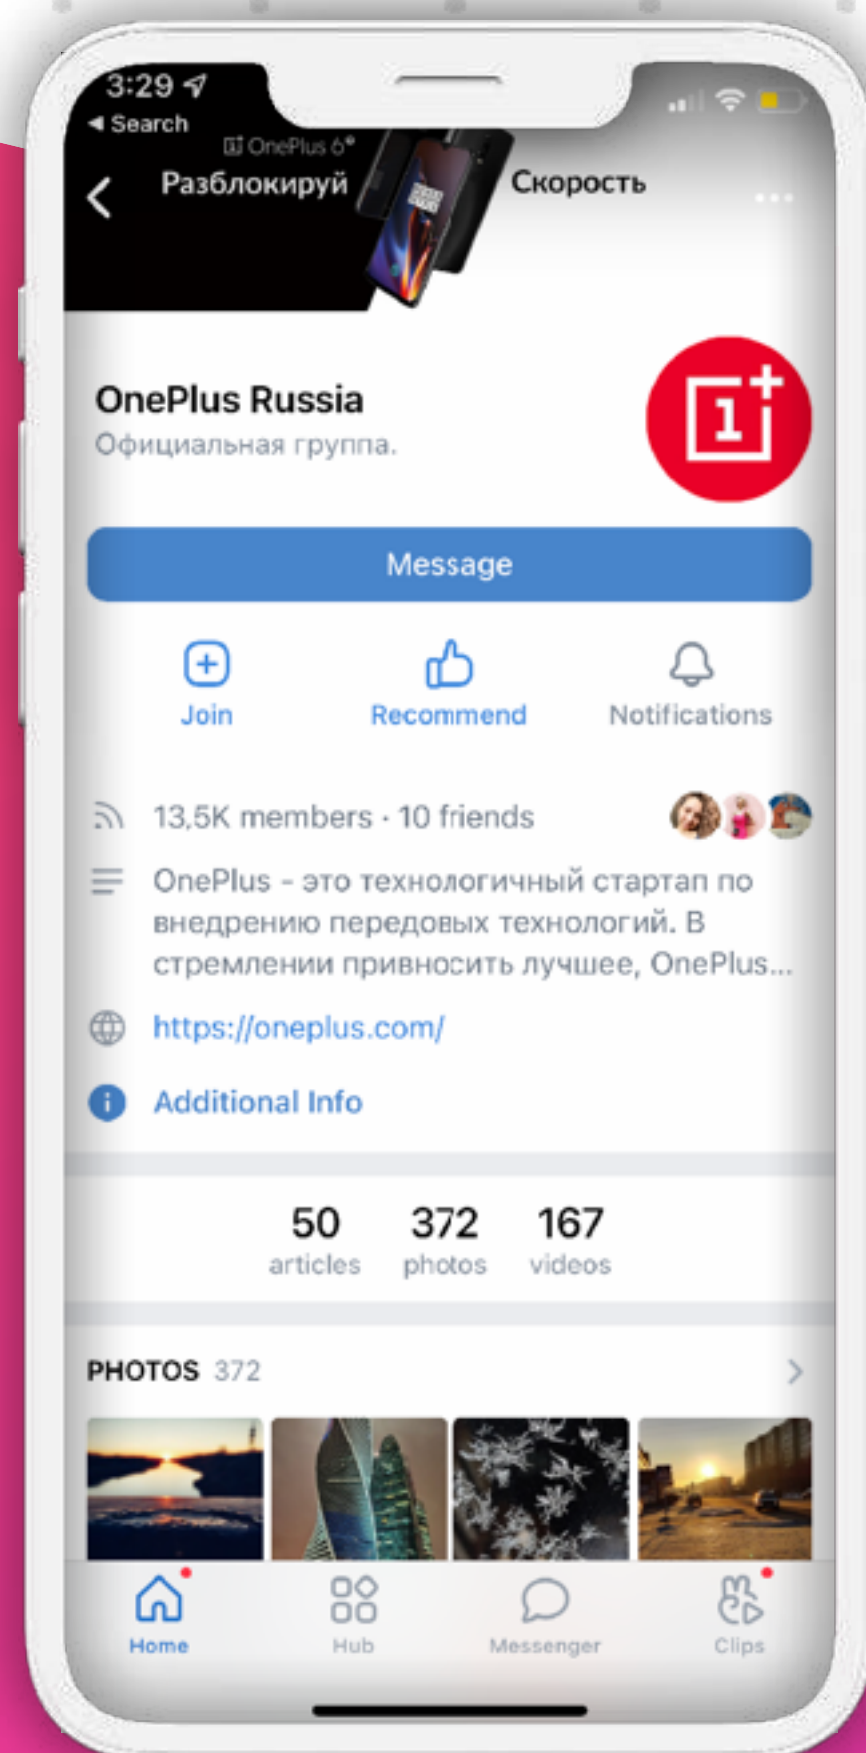 3:29
◀ Search
OnePlus 6
Разблокируй Скорость
OnePlus Russia
Официальная группа.
Message
Join Recommend Notifications
13,5K members · 10 friends
OnePlus – это технологичный стартап по
внедрению передовых технологий. В
стремлении привносить лучшее, OnePlus...
https://oneplus.com/
Additional Info
50 372 167
articles photos videos
PHOTOS 372
Home Hub Messenger Clips